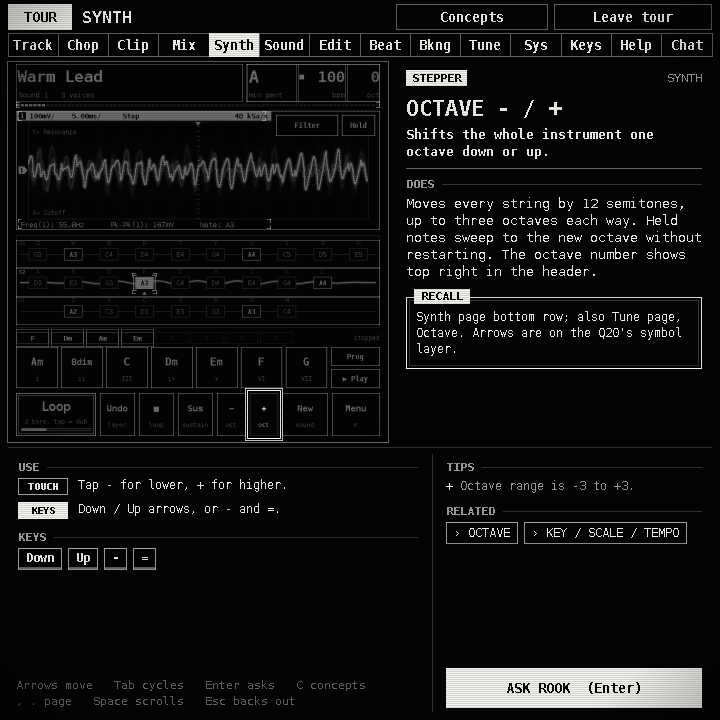 TOUR SYNTH Concepts Leave tour
Track Chop Clip Mix Synth Sound Edit Beat Bkng Tune Sys Keys Help Chat
Warm Lead A 100 0
Sound 1 3 voices min pent bpm oct
1 100mV/ 5.00ms/ Stop 48 kSa/s
Filter Hold
Y↑ Resonance
X→ Cutoff
Freq(1): 55.0Hz Pk-Pk(1): 167mV Note: A3
G3 A3 C4 D4 E4 G4 A4 C5 D5 E5
D3 E3 G3 A3 C4 D4 E4 G4 A4
A2 C3 D3 E3 G3 A3 C4
F Dm Am Em stopped
Am Bdim C Dm Em F G Prog
i ii III iv v VI VII ▶ Play
Loop Undo ■ Sus - + New Menu
2 bars, tap = dub layer loop sustain oct oct sound
STEPPER SYNTH
OCTAVE - / +
Shifts the whole instrument one
octave down or up.
DOES
Moves every string by 12 semitones,
up to three octaves each way. Held
notes sweep to the new octave without
restarting. The octave number shows
top right in the header.
RECALL
Synth page bottom row; also Tune page,
Octave. Arrows are on the Q20's symbol
layer.
USE
TOUCH Tap - for lower, + for higher.
KEYS Down / Up arrows, or - and =.
KEYS
Down Up - =
TIPS
+ Octave range is -3 to +3.
RELATED
› OCTAVE › KEY / SCALE / TEMPO
Arrows move Tab cycles Enter asks C concepts
, . page Space scrolls Esc backs out
ASK ROOK (Enter)